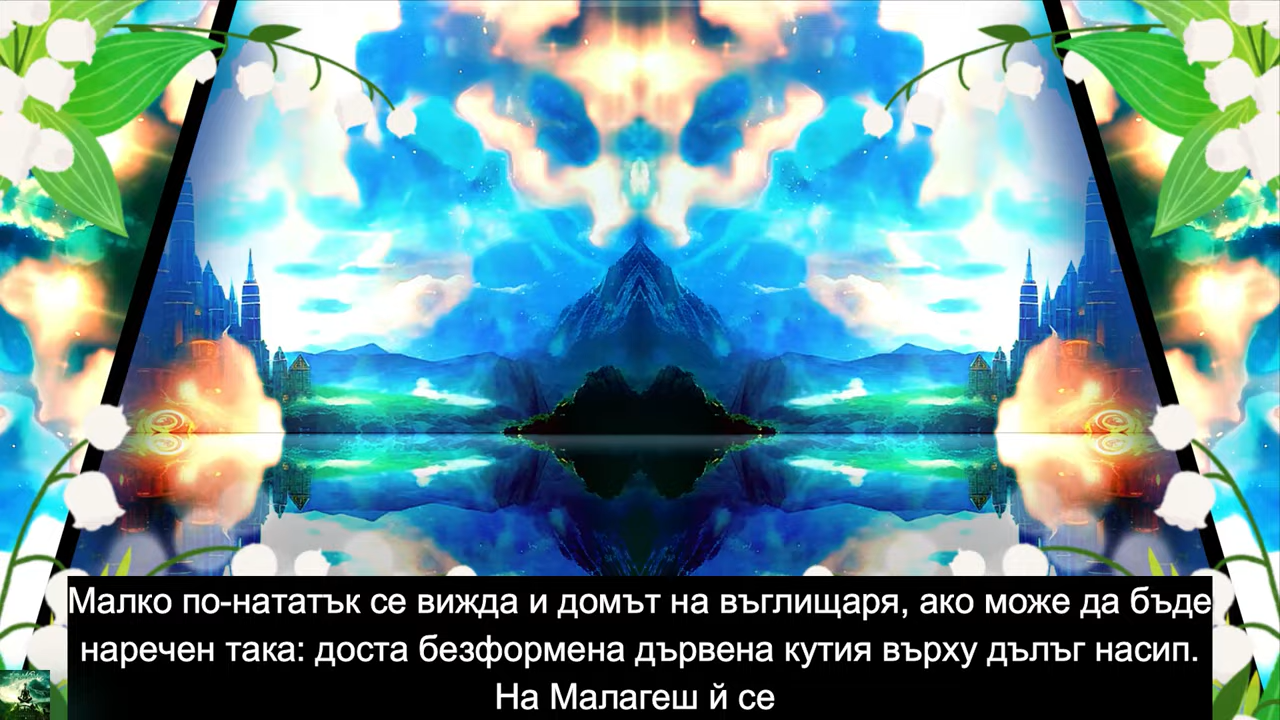 Малко по-нататък се вижда и домът на въглищаря, ако може да бъде
наречен така: доста безформена дървена кутия върху дълъг насип.
На Малагеш й се